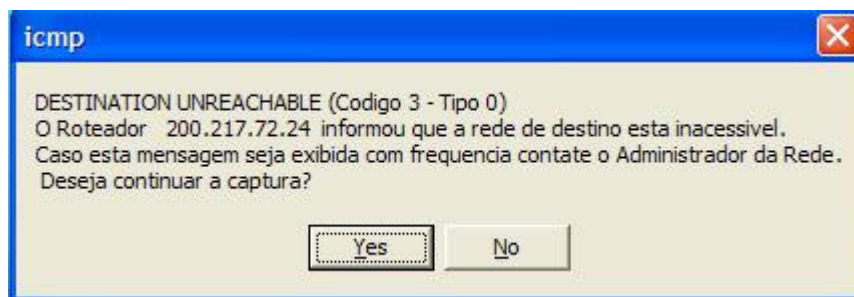 icmp
DESTINATION UNREACHABLE (Codigo 3 - Tipo 0)
O Roteador 200.217.72.24 informou que a rede de destino esta inacessivel.
Caso esta mensagem seja exibida com frequencia contate o Administrador da Rede.
Deseja continuar a captura?
Yes No